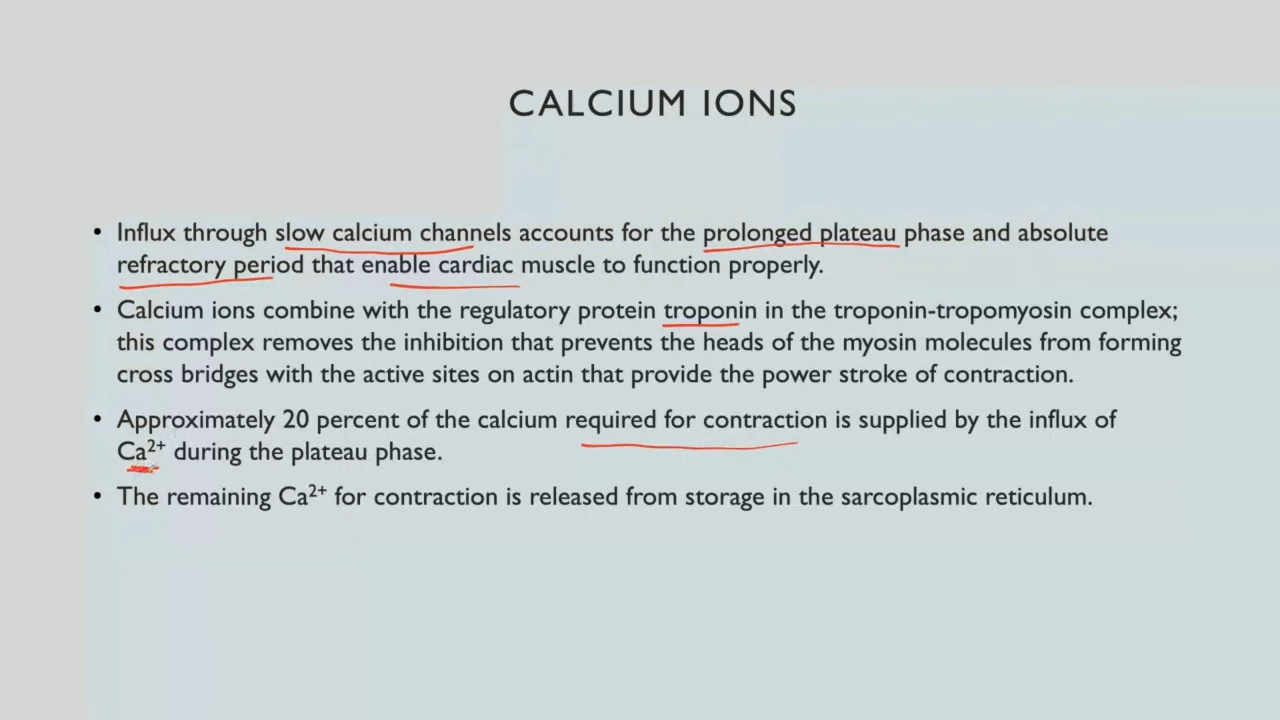 CALCIUM IONS
• Influx through slow calcium channels accounts for the prolonged plateau phase and absolute
refractory period that enable cardiac muscle to function properly.
• Calcium ions combine with the regulatory protein troponin in the troponin-tropomyosin complex;
this complex removes the inhibition that prevents the heads of the myosin molecules from forming
cross bridges with the active sites on actin that provide the power stroke of contraction.
• Approximately 20 percent of the calcium required for contraction is supplied by the influx of
Ca²⁺ during the plateau phase.
• The remaining Ca²⁺ for contraction is released from storage in the sarcoplasmic reticulum.